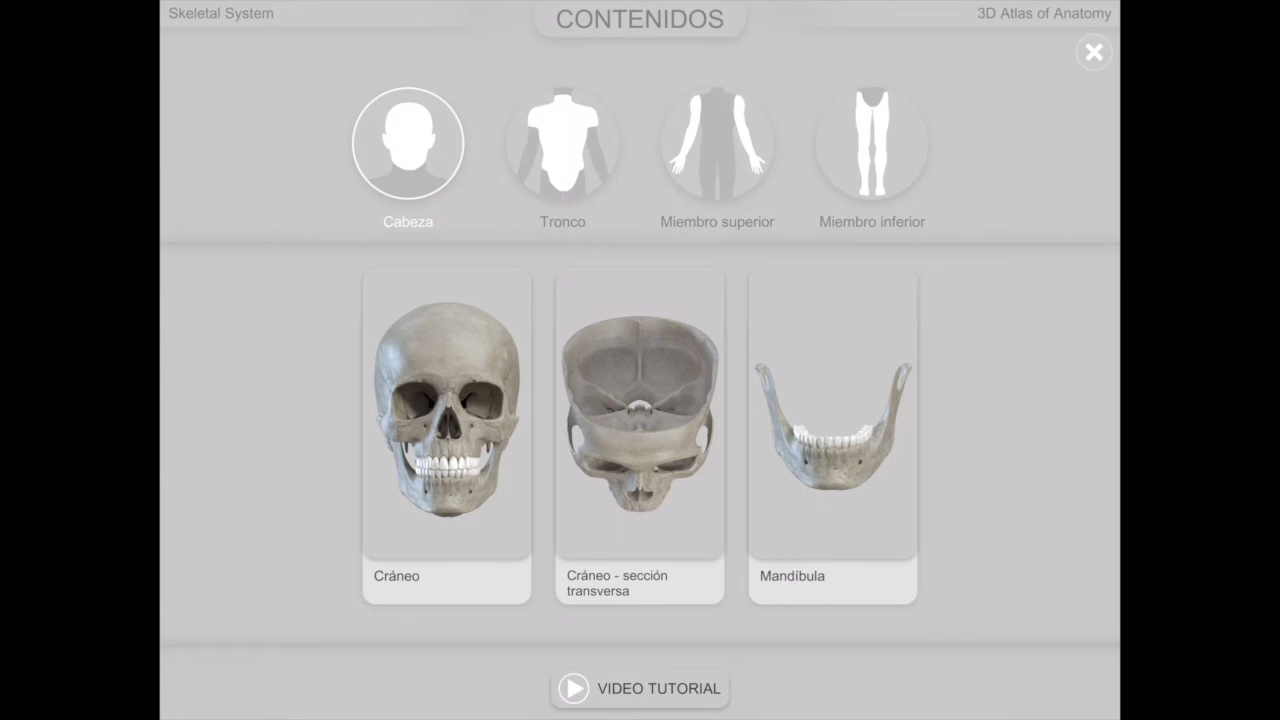 Skeletal System
CONTENIDOS
3D Atlas of Anatomy
Cabeza
Tronco
Miembro superior
Miembro inferior
Cráneo
Cráneo - sección
transversa
Mandíbula
VIDEO TUTORIAL